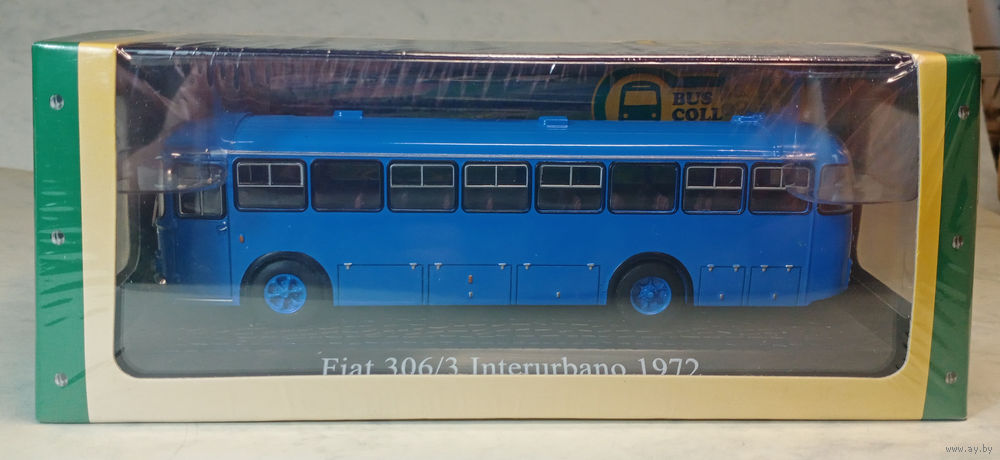 BUS
COLL
Fiat 306/3 Interurbano 1972
www.ay.by